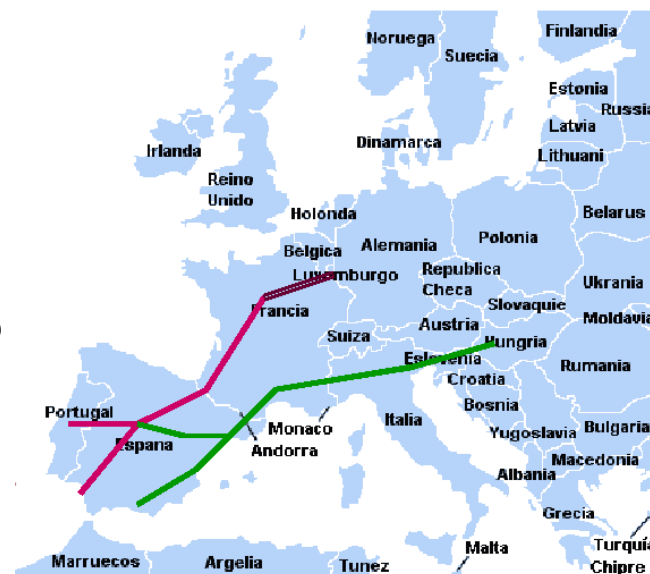 Noruega
Finlandia
Suecia
Estonia
Russia
Latvia
Irlanda
Dinamarca
Lithuani
Reino
Unido
Holonda
Belarus
Belgica
Alemania
Polonia
Luxemburgo
Republica
Checa
Ukrania
Francia
Slovaquie
Moldavia
Suiza
Austria
Hungria
Eslovenia
Rumania
Croatia
Portugal
Espana
Monaco
Andorra
Italia
Bosnia
Yugoslavia
Bulgaria
Macedonia
Albania
Grecia
Marruecos
Argelia
Tunez
Malta
Turquía
Chipre